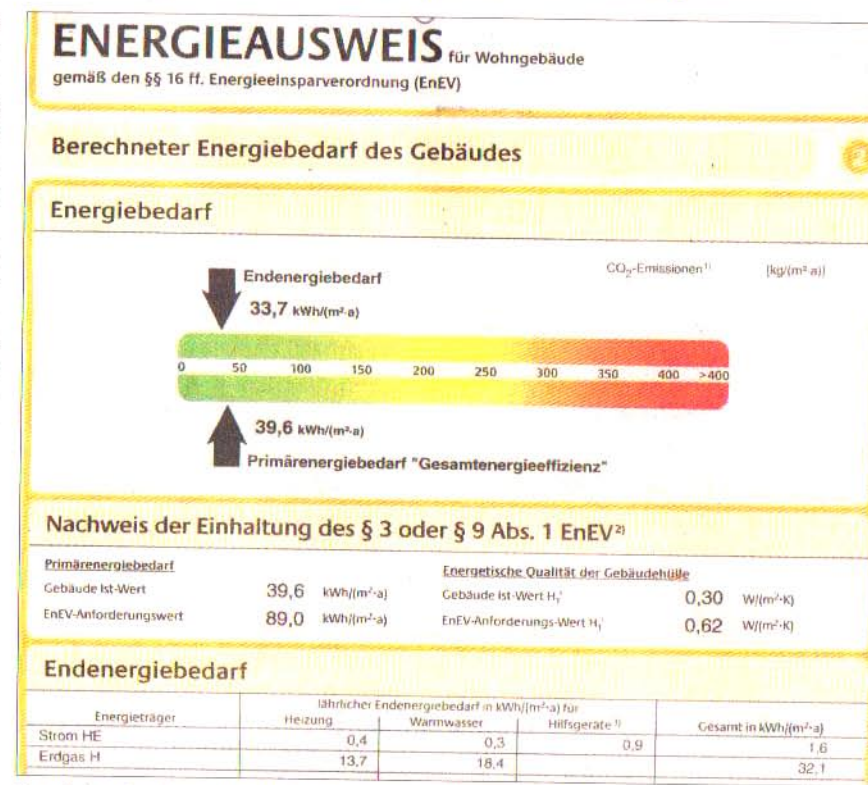 ENERGIEAUSWEIS für Wohngebäude
gemäß den §§ 16 ff. Energieeinsparverordnung (EnEV)
Berechneter Energiebedarf des Gebäudes
Energiebedarf
CO₂-Emissionen ¹⁾ [kg/(m²·a)]
Endenergiebedarf
33,7 kWh/(m²·a)
0 50 100 150 200 250 300 350 400 >400
39,6 kWh/(m²·a)
Primärenergiebedarf "Gesamtenergieeffizienz"
Nachweis der Einhaltung des § 3 oder § 9 Abs. 1 EnEV ²⁾
Primärenergiebedarf
Gebäude Ist-Wert 39,6 kWh/(m²·a)
EnEV-Anforderungswert 89,0 kWh/(m²·a)
Energetische Qualität der Gebäudehülle
Gebäude Ist-Wert H₁' 0,30 W/(m²·K)
EnEV-Anforderungs-Wert H₁' 0,62 W/(m²·K)
Endenergiebedarf
Energieträger
Jährlicher Endenergiebedarf in kWh/(m²·a) für
Heizung Warmwasser Hilfsgeräte Gesamt in kWh/(m²·a)
Strom HE 0,4 0,3 0,9 1,6
Erdgas H 13,7 18,4 32,1